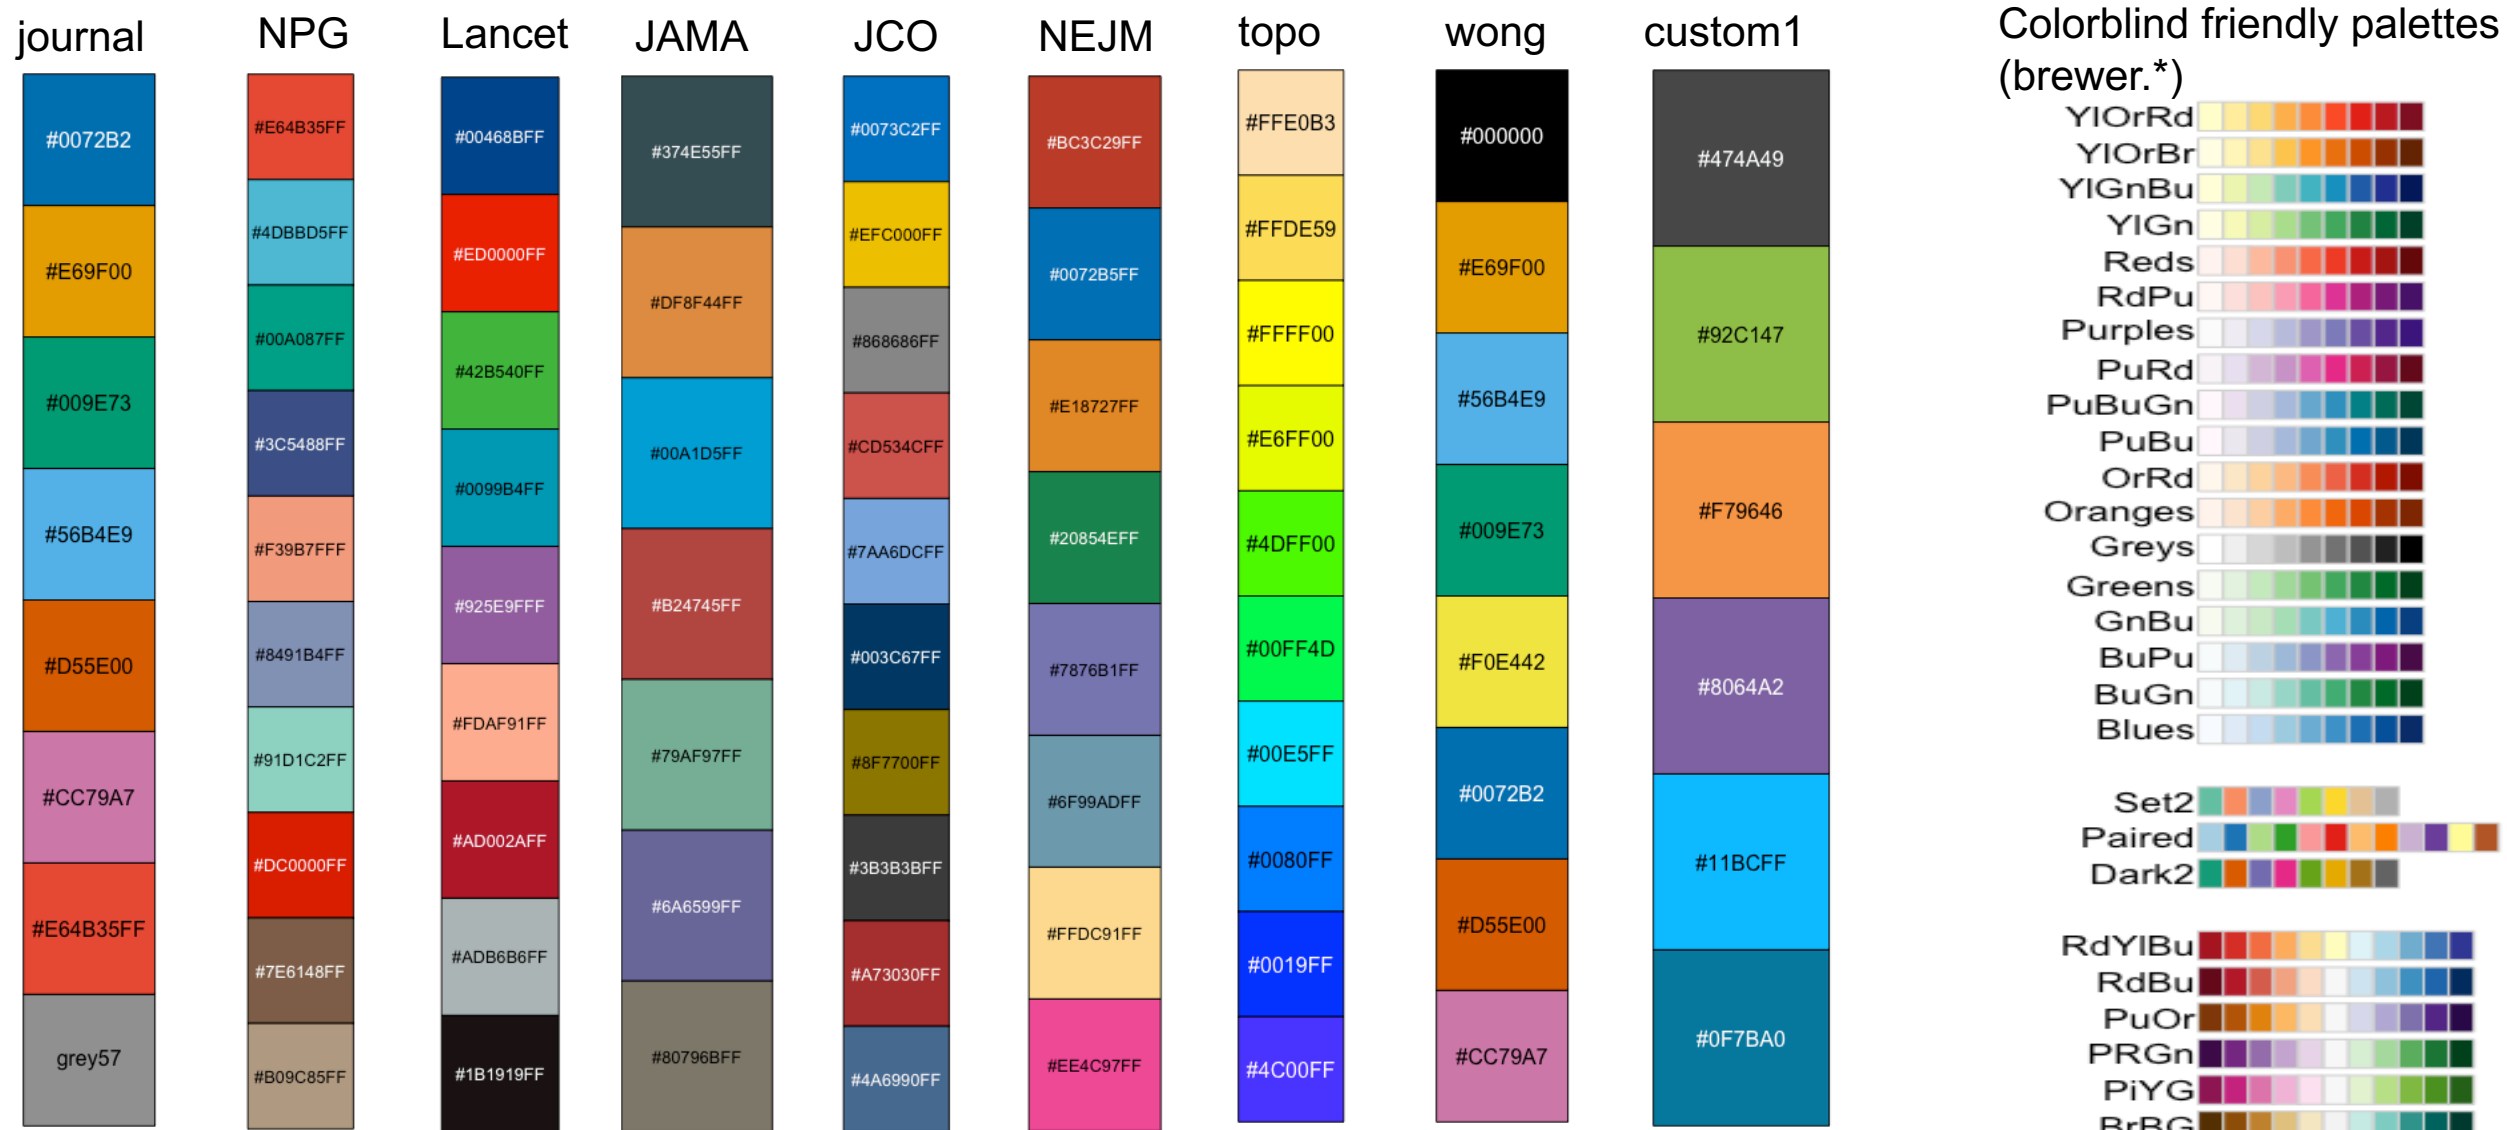 journal
#0072B2
#E69F00
#009E73
#56B4E9
#D55E00
#CC79A7
#E64B35FF
grey57
NPG
#E64B35FF
#4DBBD5FF
#00A087FF
#3C5488FF
#F39B7FFF
#8491B4FF
#91D1C2FF
#DC0000FF
#7E6148FF
#B09C85FF
Lancet
#00468BFF
#ED0000FF
#42B540FF
#0099B4FF
#925E9FFF
#FDAF91FF
#AD002AFF
#ADB6B6FF
#1B1919FF
JAMA
#374E55FF
#DF8F44FF
#00A1D5FF
#B24745FF
#79AF97FF
#6A6599FF
#80796BFF
JCO
#0073C2FF
#EFC000FF
#868686FF
#CD534CFF
#7AA6DCFF
#003C67FF
#8F7700FF
#3B3B3BFF
#A73030FF
#4A6990FF
NEJM
#BC3C29FF
#0072B5FF
#E18727FF
#20854EFF
#7876B1FF
#6F99ADFF
#FFDC91FF
#EE4C97FF
topo
#FFE0B3
#FFDE59
#FFFF00
#E6FF00
#4DFF00
#00FF4D
#00E5FF
#0080FF
#0019FF
#4C00FF
wong
#000000
#E69F00
#56B4E9
#009E73
#F0E442
#0072B2
#D55E00
#CC79A7
custom1
#474A49
#92C147
#F79646
#8064A2
#11BCFF
#0F7BA0
Colorblind friendly palettes
(brewer.*)
YlOrRd
YlOrBr
YlGnBu
YlGn
Reds
RdPu
Purples
PuRd
PuBuGn
PuBu
OrRd
Oranges
Greys
Greens
GnBu
BuPu
BuGn
Blues
Set2
Paired
Dark2
RdYlBu
RdBu
PuOr
PRGn
PiYG
BrBG